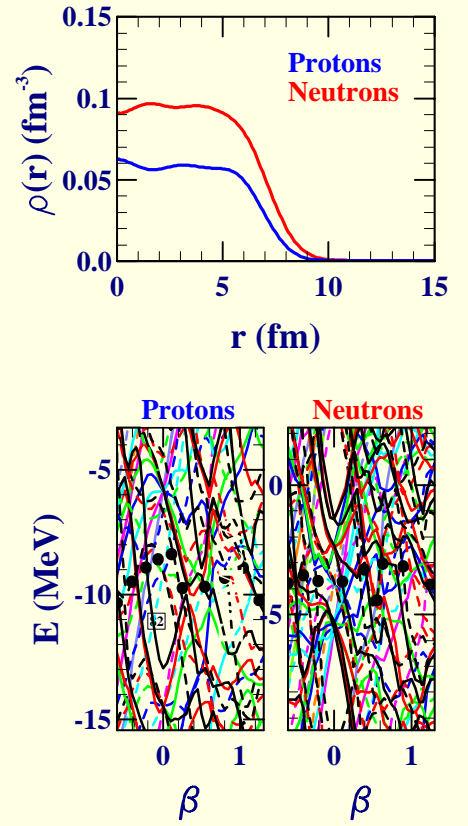 0.15
Protons
Neutrons
0.1
ρ(r) (fm-3)
0.05
0.0
0 5 10 15
r (fm)
Protons Neutrons
-5
0
E (MeV)
-10
-5
82
-15
0 1 0 1
β β